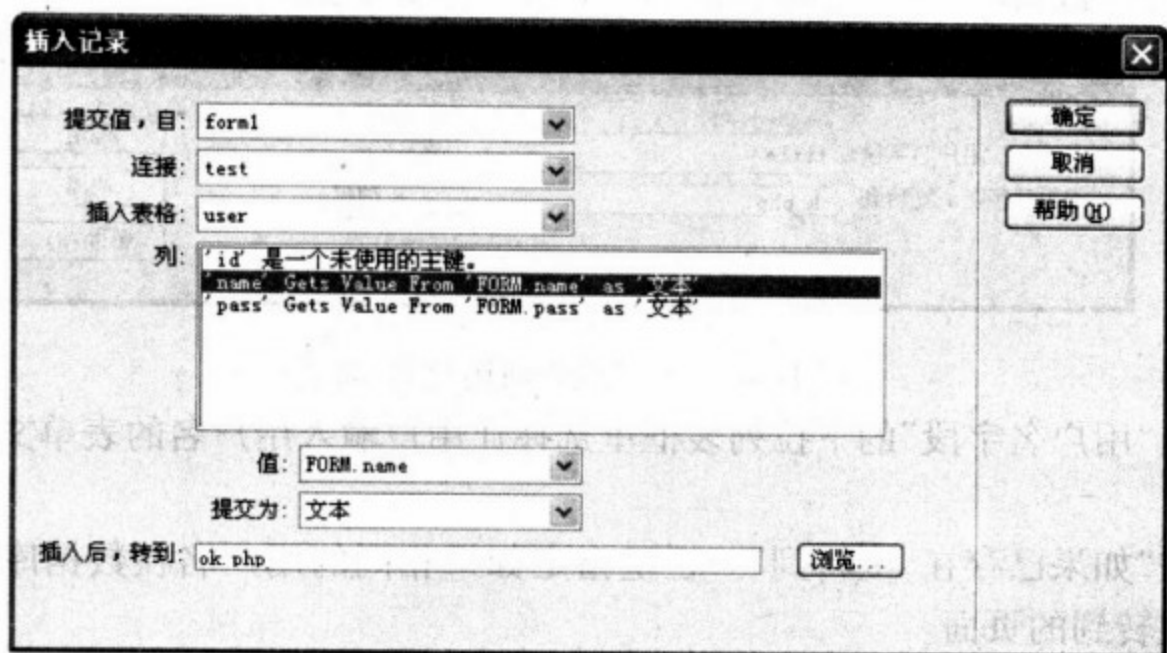 插入记录
提交值，目: form1
确定
连接: test
取消
插入表格: user
帮助(H)
列: 'id' 是一个未使用的主键。
'name' Gets Value From 'FORM.name' as '文本'
'pass' Gets Value From 'FORM.pass' as '文本'
值: FORM.name
提交为: 文本
插入后，转到: ok.php
浏览...